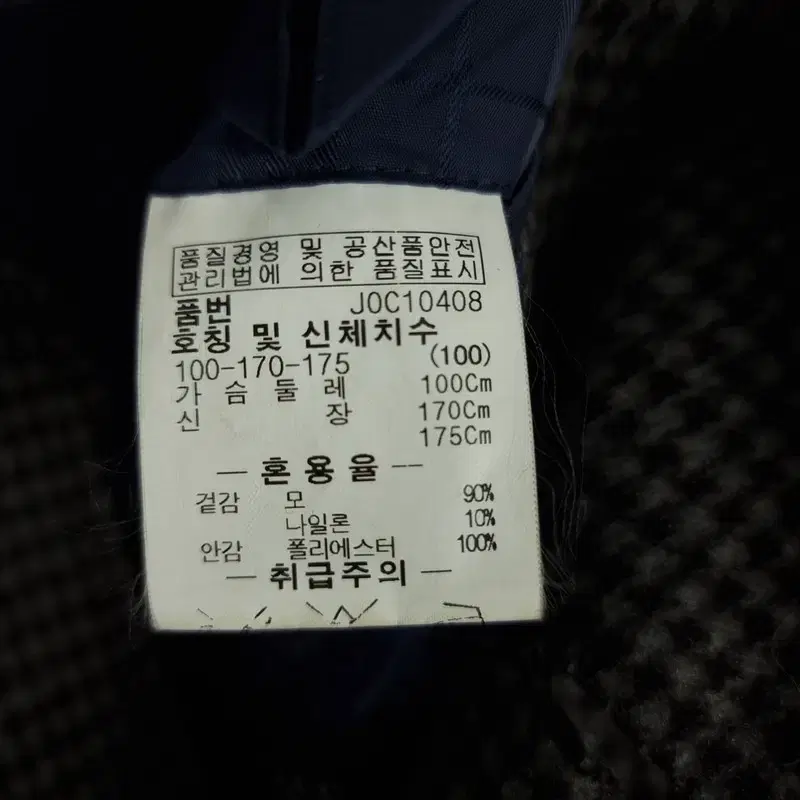 품질경영 및 공산품안전
관리법에 의한 품질표시
품번 JOC10408
호칭 및 신체치수
100-170-175 (100)
가 슴 둘 레 100Cm
신 장 170Cm
175Cm
— 혼용율 —
겉감 모 90%
나일론 10%
안감 폴리에스터 100%
— 취급주의 —